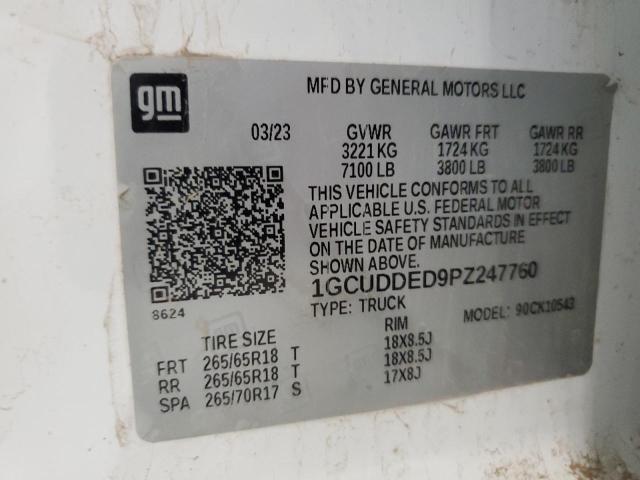 gm
MFD BY GENERAL MOTORS LLC
03/23 GVWR GAWR FRT GAWR RR
3221 KG 1724 KG 1724 KG
7100 LB 3800 LB 3800 LB
THIS VEHICLE CONFORMS TO ALL
APPLICABLE U.S. FEDERAL MOTOR
VEHICLE SAFETY STANDARDS IN EFFECT
ON THE DATE OF MANUFACTURE
SHOWN ABOVE.
1GCUDDED9PZ247760
8624
TYPE: TRUCK MODEL: 90CK10543
TIRE SIZE RIM
FRT 265/65R18 T 18X8.5J
RR 265/65R18 T 18X8.5J
SPA 265/70R17 S 17X8J